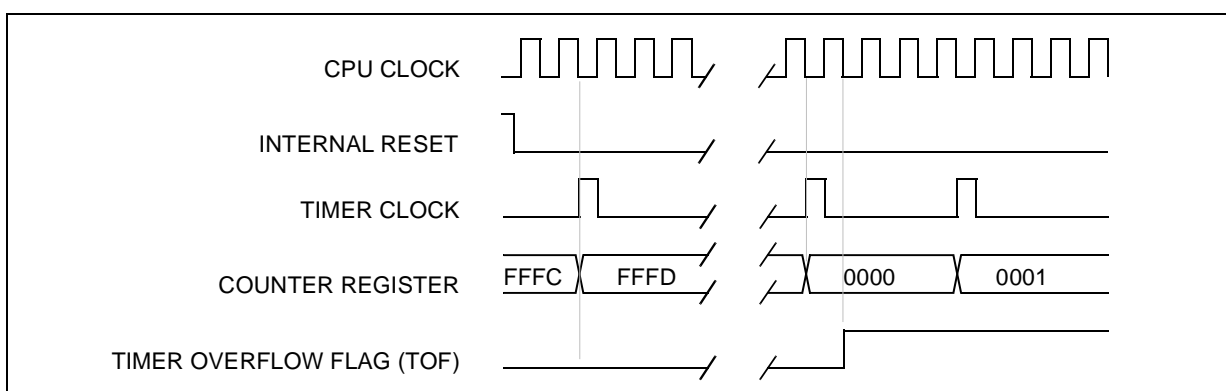 CPU CLOCK
INTERNAL RESET
TIMER CLOCK
COUNTER REGISTER
FFFC
FFFD
0000
0001
TIMER OVERFLOW FLAG (TOF)